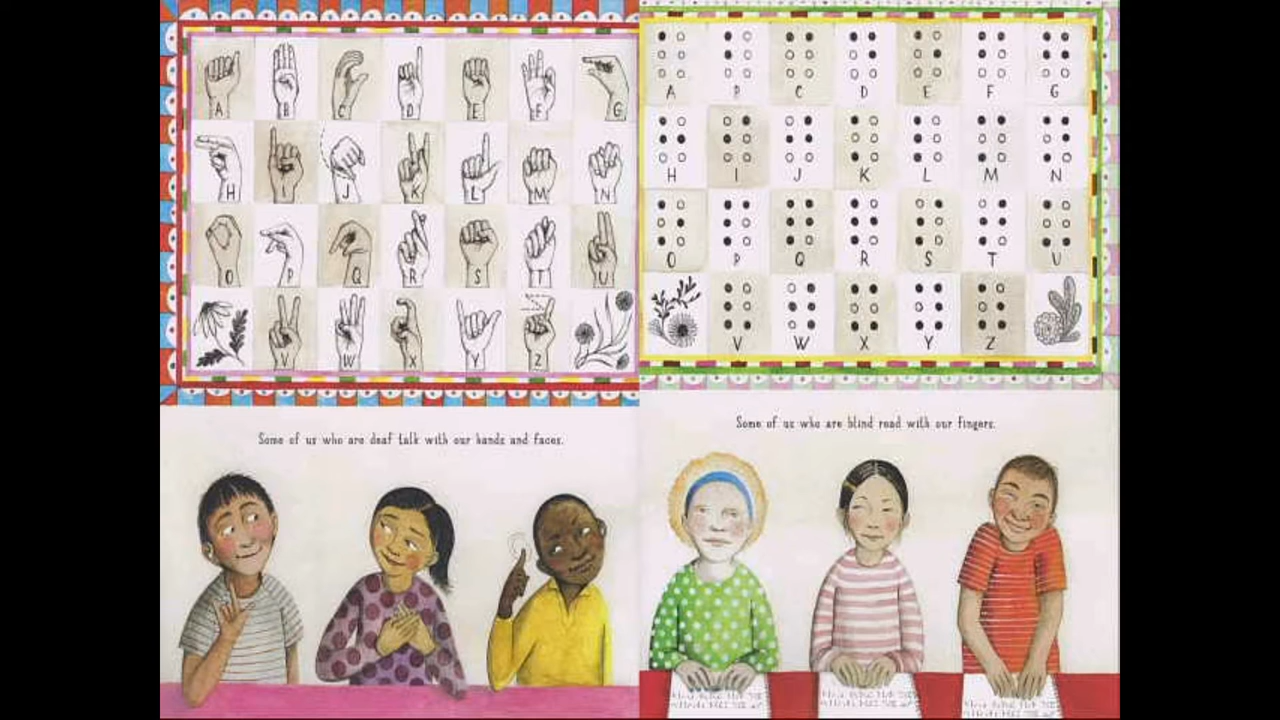 A B C D E F G
H I J K L M N
O P Q R S T U
V W X Y Z
Some of us who are deaf talk with our hands and faces.
A B C D E F G
H I J K L M N
O P Q R S T U
V W X Y Z
Some of us who are blind read with our fingers.